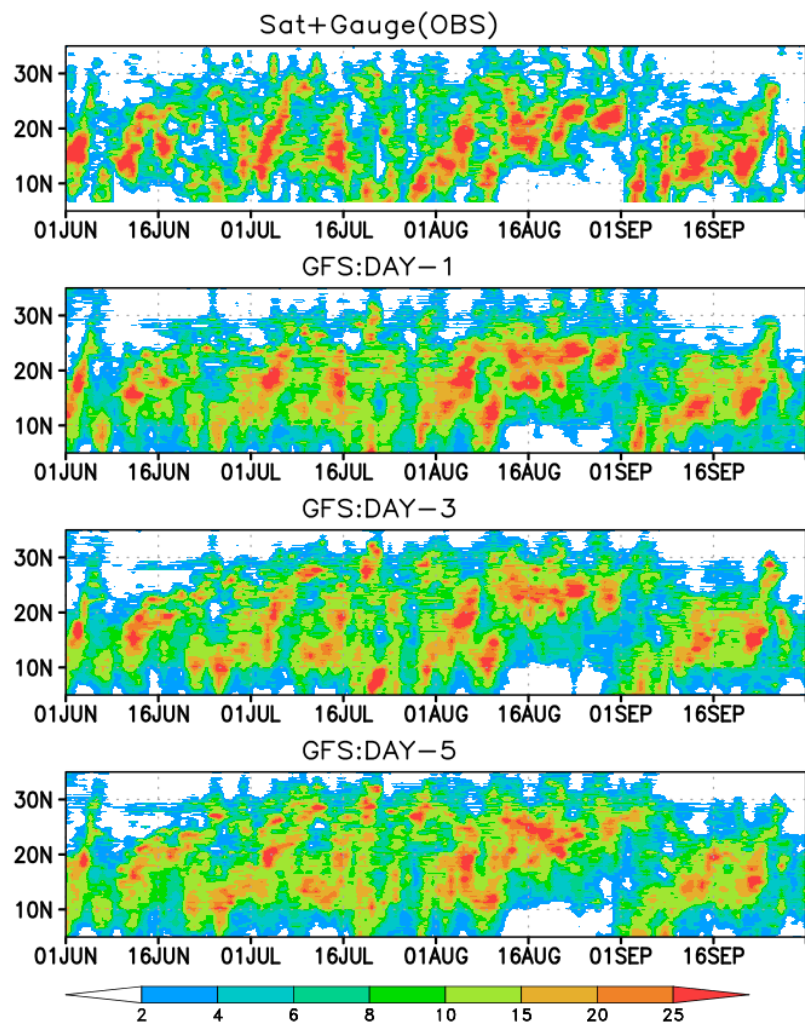 Sat+Gauge(OBS)
30N
20N
10N
01JUN 16JUN 01JUL 16JUL 01AUG 16AUG 01SEP 16SEP
GFS:DAY-1
30N
20N
10N
01JUN 16JUN 01JUL 16JUL 01AUG 16AUG 01SEP 16SEP
GFS:DAY-3
30N
20N
10N
01JUN 16JUN 01JUL 16JUL 01AUG 16AUG 01SEP 16SEP
GFS:DAY-5
30N
20N
10N
01JUN 16JUN 01JUL 16JUL 01AUG 16AUG 01SEP 16SEP
2 4 6 8 10 15 20 25